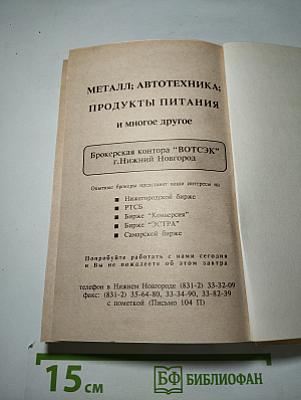 МЕТАЛЛ; АВТОТЕХНИКА;
ПРОДУКТЫ ПИТАНИЯ
и многое другое
Брокерская контора "ВОТСЭК"
г.Нижний Новгород
Опытные брокеры представят ваши интересы на
Нижегородской бирже
РТСБ
Бирже "Конверсия"
Бирже "ЭСТРА"
Самарской бирже
Попробуйте работать с нами сегодня
и Вы не пожалеете об этом завтра
телефон в Нижнем Новгороде (831-2) 33-32-09
факс: (831-2) 35-64-80, 33-34-90, 33-82-39
с пометкой (Письмо 104 П)
15 см
БФ БИБЛИОФАН